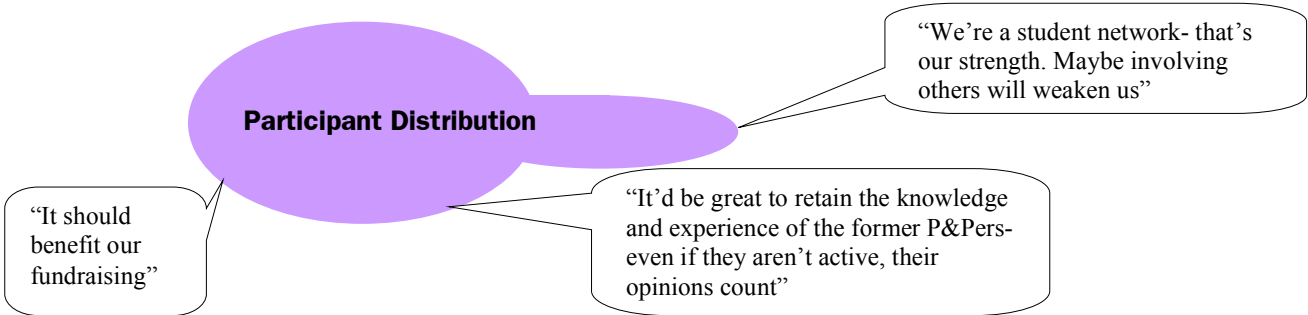 “We’re a student network- that’s
our strength. Maybe involving
others will weaken us”
Participant Distribution
“It should
benefit our
fundraising”
“It’d be great to retain the knowledge
and experience of the former P&Pers-
even if they aren’t active, their
opinions count”